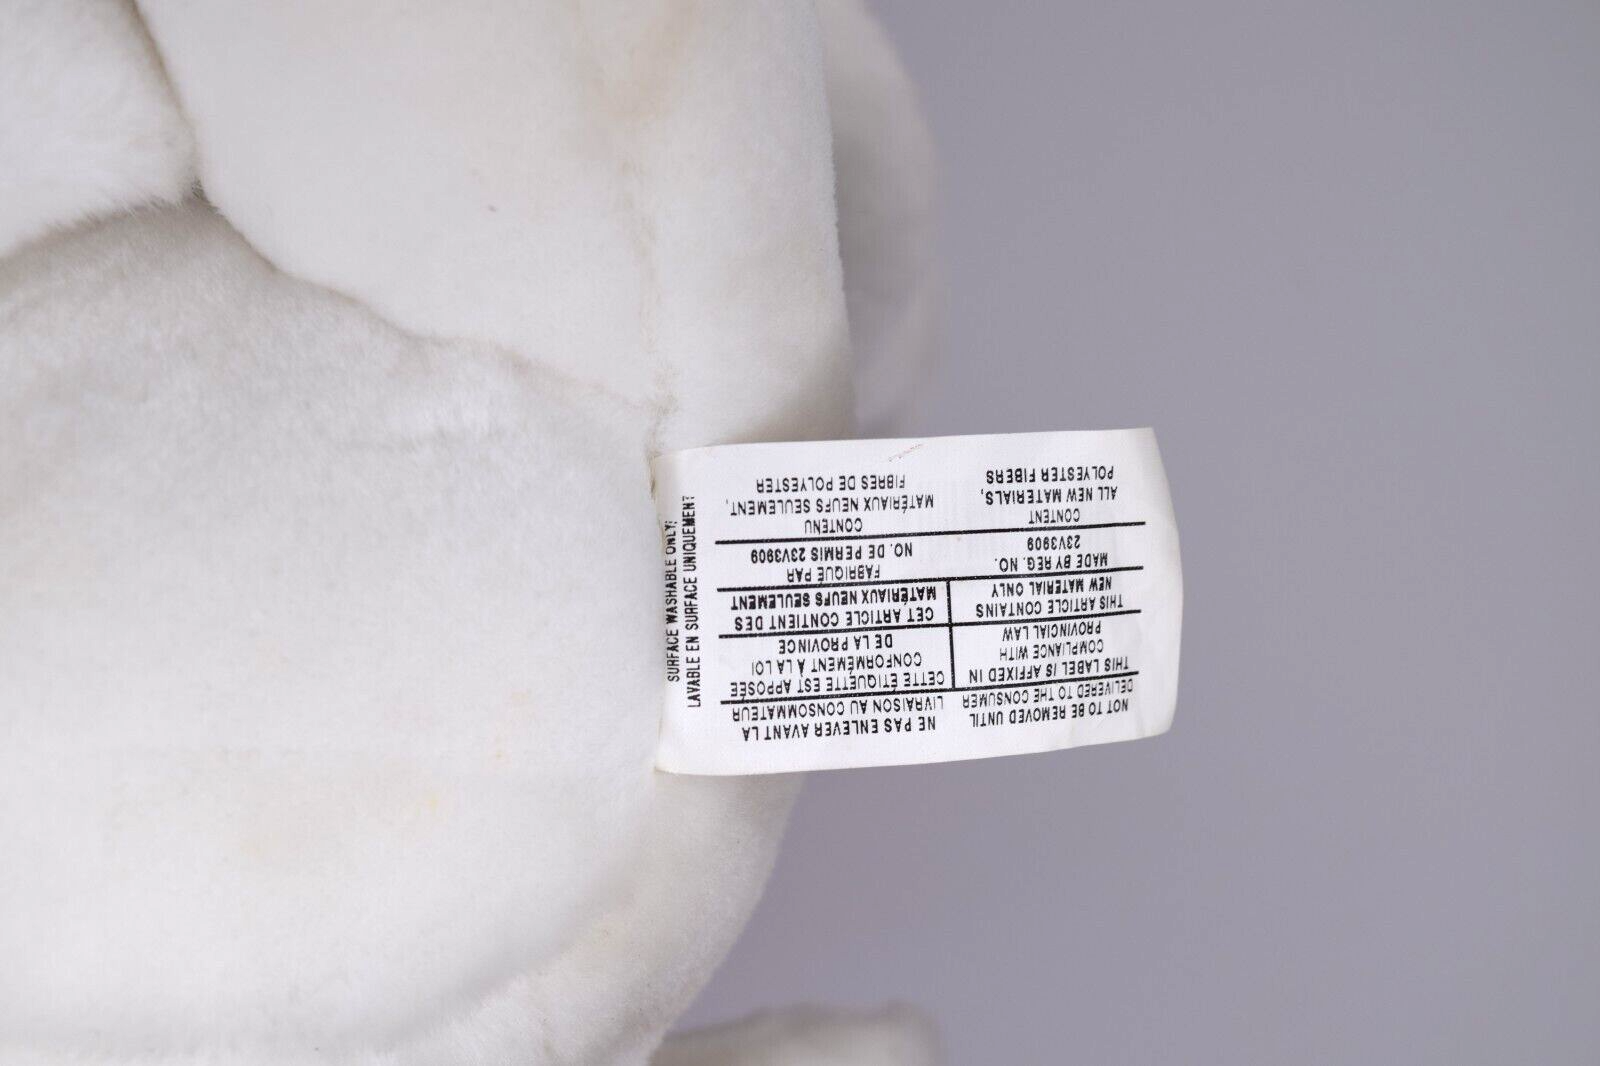 NOT TO BE REMOVED UNTIL
DELIVERED TO THE CONSUMER
NE PAS ENLEVER AVANT LA
LIVRAISON AU CONSOMMATEUR
THIS LABEL IS AFFIXED IN
COMPLIANCE WITH
PROVINCIAL LAW
CETTE ÉTIQUETTE EST APPOSÉE
CONFORMÉMENT À LA LOI
DE LA PROVINCE
THIS ARTICLE CONTAINS
NEW MATERIAL ONLY
CET ARTICLE CONTIENT DES
MATÉRIAUX NEUFS SEULEMENT
MADE BY REG. NO.
23V3909
FABRIQUÉ PAR
NO. DE PERMIS 23V3909
CONTENT
ALL NEW MATERIALS,
POLYESTER FIBERS
CONTENU
MATÉRIAUX NEUFS SEULEMENT,
FIBRES DE POLYESTER
SURFACE WASHABLE ONLY/
LAVABLE EN SURFACE UNIQUEMENT